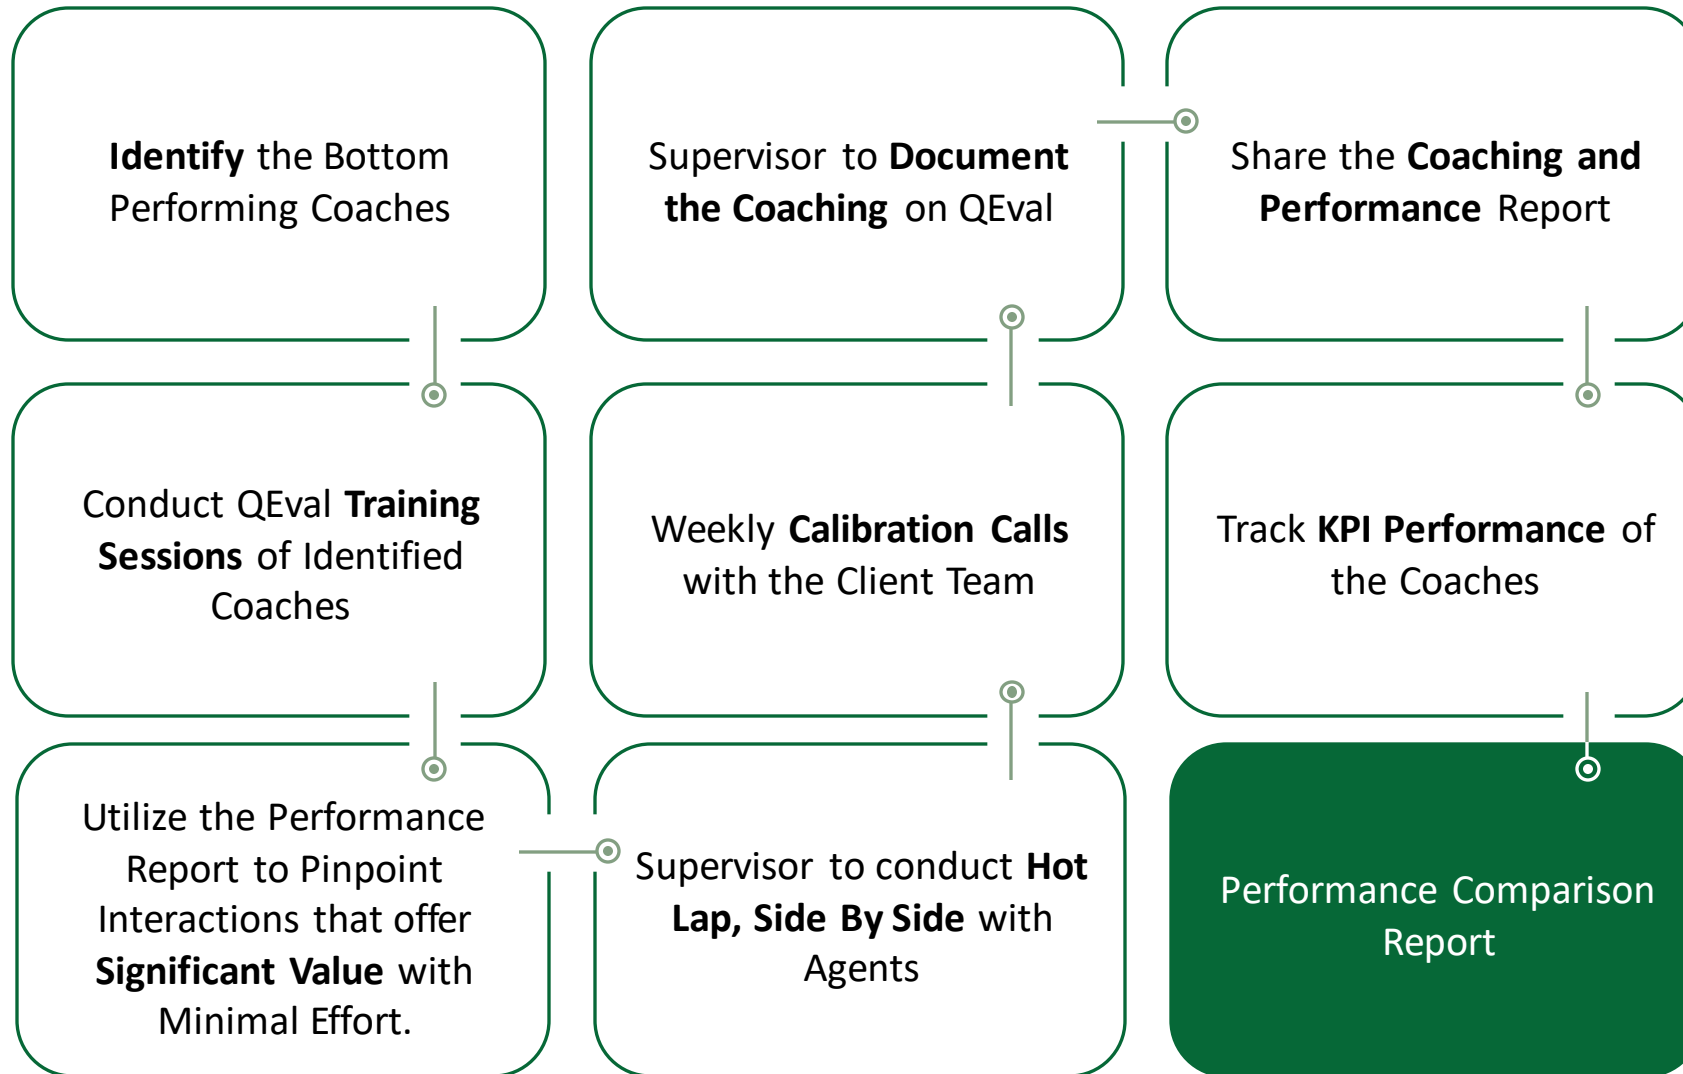 Identify the Bottom
Performing Coaches
Supervisor to Document
the Coaching on QEval
Share the Coaching and
Performance Report
Conduct QEval Training
Sessions of Identified
Coaches
Weekly Calibration Calls
with the Client Team
Track KPI Performance of
the Coaches
Utilize the Performance
Report to Pinpoint
Interactions that offer
Significant Value with
Minimal Effort.
Supervisor to conduct Hot
Lap, Side By Side with
Agents
Performance Comparison
Report